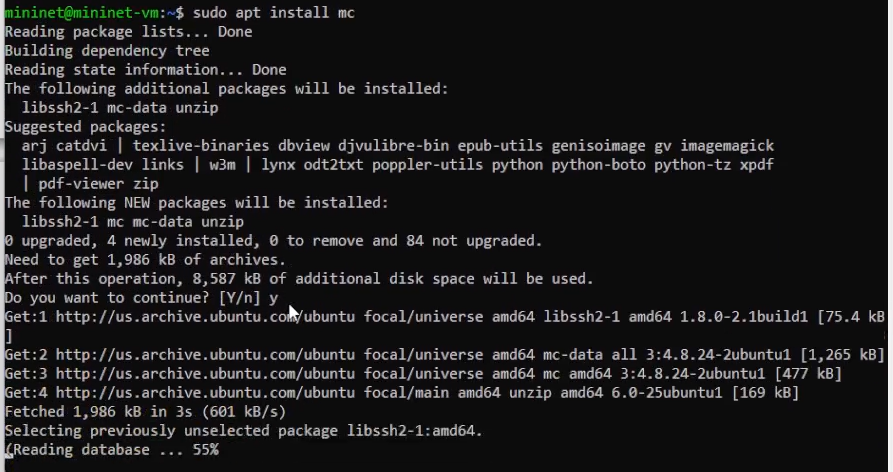 mininet@mininet-vm:~$ sudo apt install mc
Reading package lists... Done
Building dependency tree
Reading state information... Done
The following additional packages will be installed:
  libssh2-1 mc-data unzip
Suggested packages:
  arj catdvi | texlive-binaries dbview djvulibre-bin epub-utils genisoimage gv imagemagick
  libaspell-dev links | w3m | lynx odt2txt poppler-utils python python-boto python-tz xpdf
  | pdf-viewer zip
The following NEW packages will be installed:
  libssh2-1 mc mc-data unzip
0 upgraded, 4 newly installed, 0 to remove and 84 not upgraded.
Need to get 1,986 kB of archives.
After this operation, 8,587 kB of additional disk space will be used.
Do you want to continue? [Y/n] y
Get:1 http://us.archive.ubuntu.com/ubuntu focal/universe amd64 libssh2-1 amd64 1.8.0-2.1build1 [75.4 kB
]
Get:2 http://us.archive.ubuntu.com/ubuntu focal/universe amd64 mc-data all 3:4.8.24-2ubuntu1 [1,265 kB]
Get:3 http://us.archive.ubuntu.com/ubuntu focal/universe amd64 mc amd64 3:4.8.24-2ubuntu1 [477 kB]
Get:4 http://us.archive.ubuntu.com/ubuntu focal/main amd64 unzip amd64 6.0-25ubuntu1 [169 kB]
Fetched 1,986 kB in 3s (601 kB/s)
Selecting previously unselected package libssh2-1:amd64.
(Reading database ... 55%